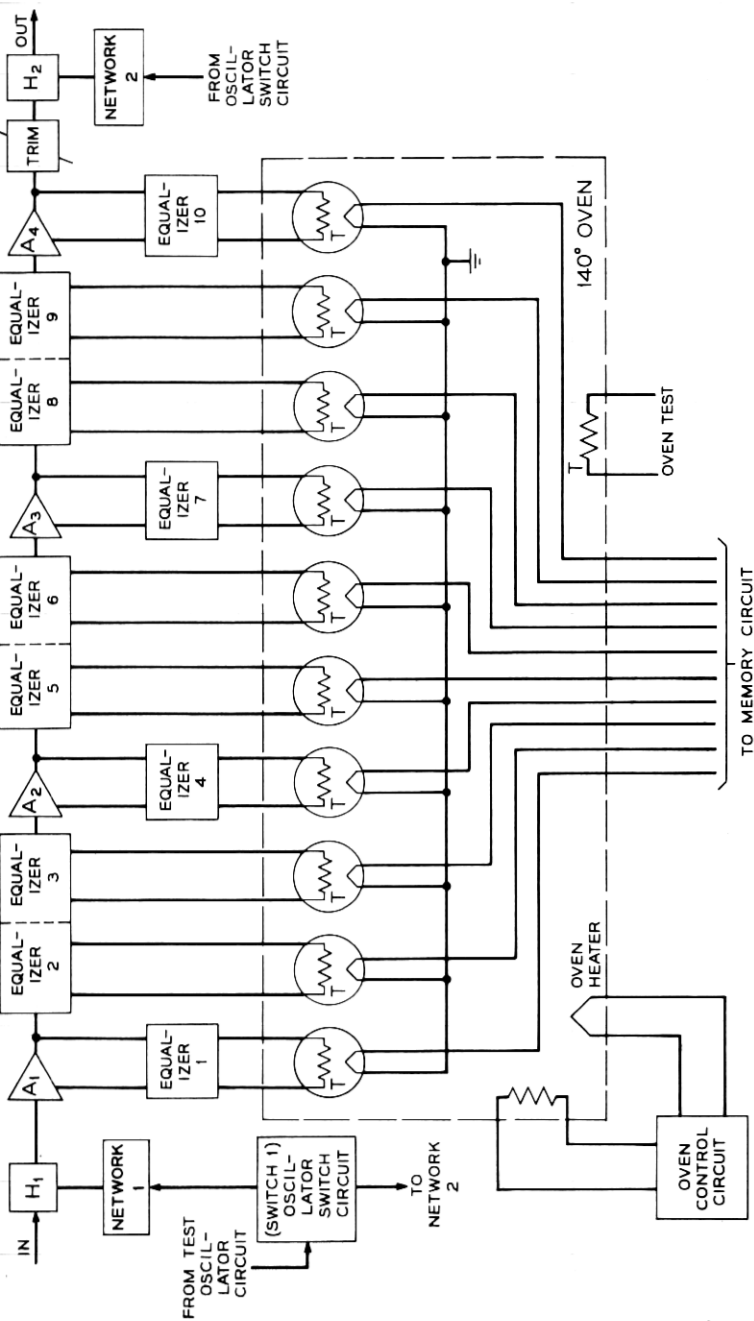 IN
H1
NETWORK
1
FROM TEST
OSCIL-
LATOR
CIRCUIT
(SWITCH 1)
OSCIL-
LATOR
SWITCH
CIRCUIT
TO
NETWORK
2
A1
EQUAL-
IZER
1
EQUAL-
IZER
2
EQUAL-
IZER
3
A2
EQUAL-
IZER
4
EQUAL-
IZER
5
EQUAL-
IZER
6
A3
EQUAL-
IZER
7
EQUAL-
IZER
8
EQUAL-
IZER
9
A4
EQUAL-
IZER
10
TRIM
H2
OUT
NETWORK
2
FROM
OSCIL-
LATOR
SWITCH
CIRCUIT
T
T
T
T
T
T
T
T
T
T
140° OVEN
OVEN
HEATER
T
OVEN TEST
OVEN
CONTROL
CIRCUIT
TO MEMORY CIRCUIT